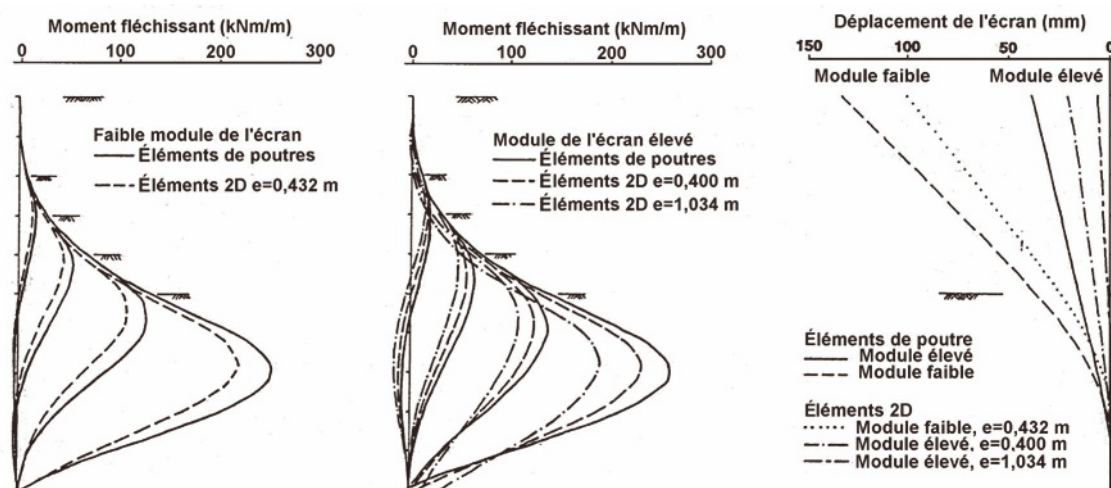 Moment fléchissant (kNm/m)
0 100 200 300
Faible module de l'écran
Éléments de poutres
Éléments 2D e=0,432 m
Moment fléchissant (kNm/m)
0 100 200 300
Module de l'écran élevé
Éléments de poutres
Éléments 2D e=0,400 m
Éléments 2D e=1,034 m
Déplacement de l'écran (mm)
150 100 50 0
Module faible Module élevé
Éléments de poutre
Module élevé
Module faible
Éléments 2D
Module faible, e=0,432 m
Module élevé, e=0,400 m
Module élevé, e=1,034 m